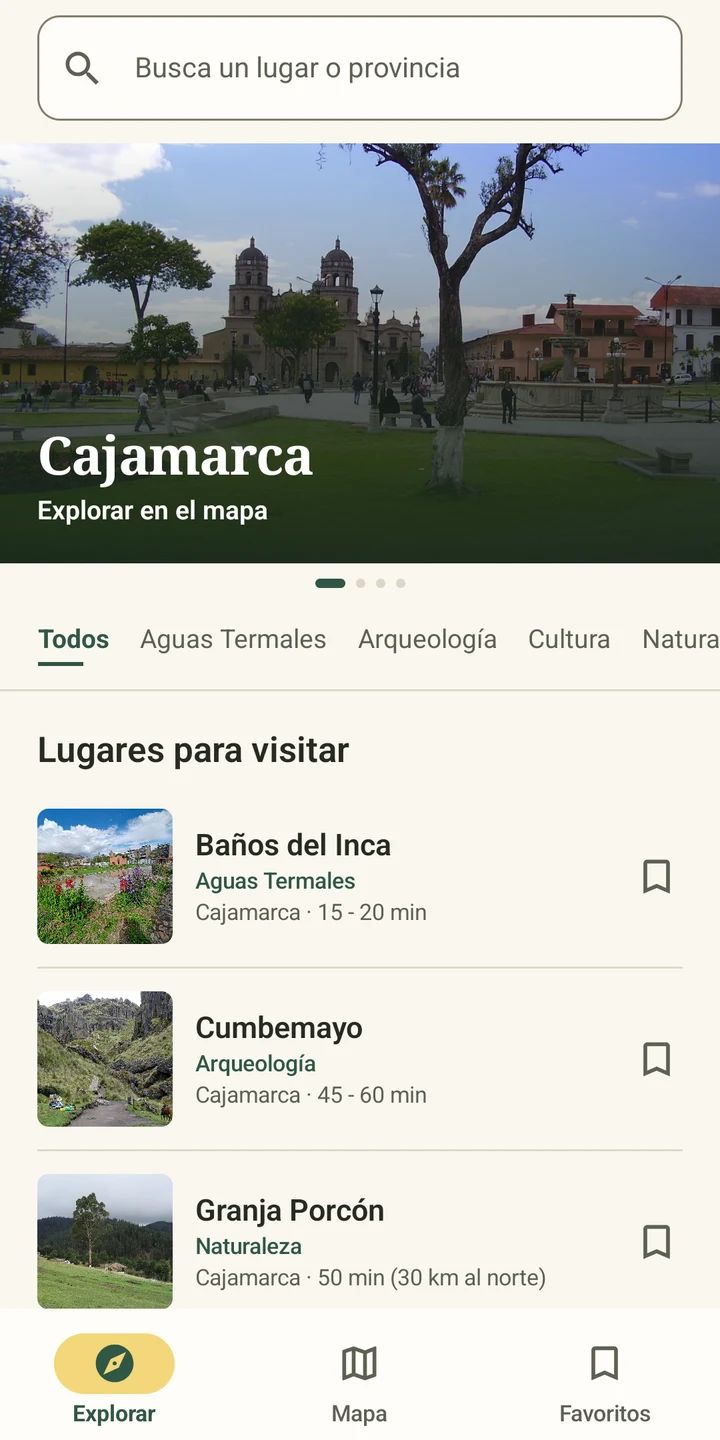 Busca un lugar o provincia
Cajamarca
Explorar en el mapa
Todos Aguas Termales Arqueología Cultura Natura
Lugares para visitar
Baños del Inca
Aguas Termales
Cajamarca · 15 - 20 min
Cumbemayo
Arqueología
Cajamarca · 45 - 60 min
Granja Porcón
Naturaleza
Cajamarca · 50 min (30 km al norte)
Explorar Mapa Favoritos